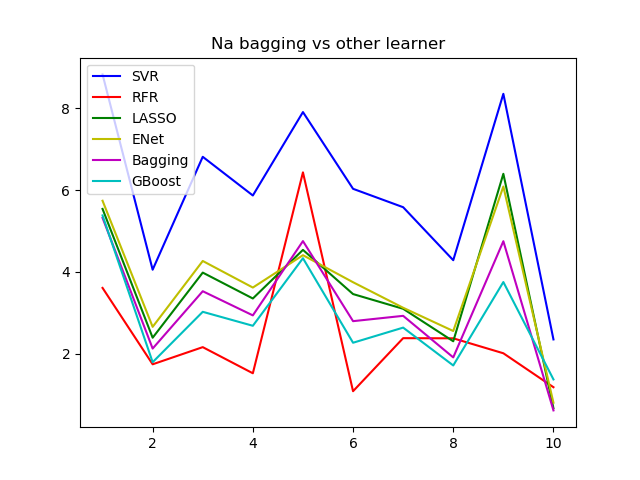 Na bagging vs other learner
SVR
RFR
LASSO
ENet
Bagging
GBoost
8
6
4
2
2
4
6
8
10